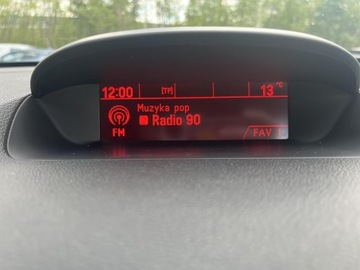 12:00 [TP] 13 °C
Muzyka pop
Radio 90
FM FAV